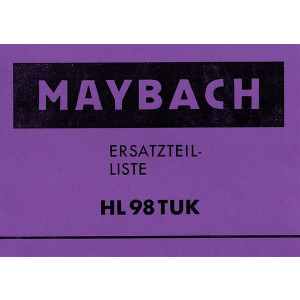 MAYBACH
ERSATZTEIL-
LISTE
HL 98 TUK